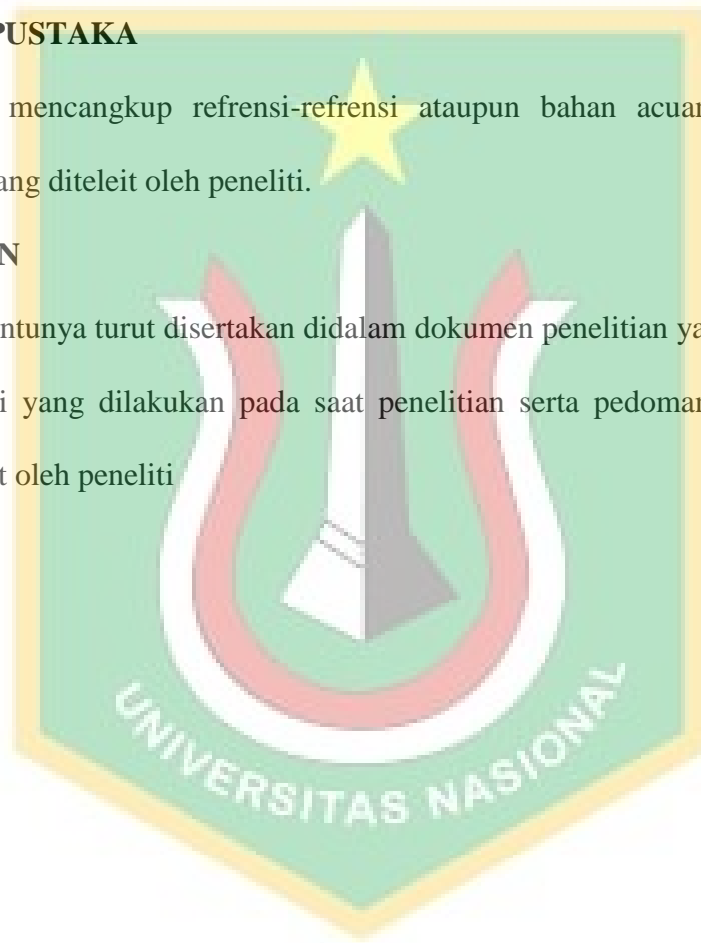 PUSTAKA
mencangkup refrensi-refrensi ataupun bahan acuan
ang diteleit oleh peneliti.
N
ntunya turut disertakan didalam dokumen penelitian ya
i yang dilakukan pada saat penelitian serta pedoman
t oleh peneliti
UNIVERSITAS NASIONAL